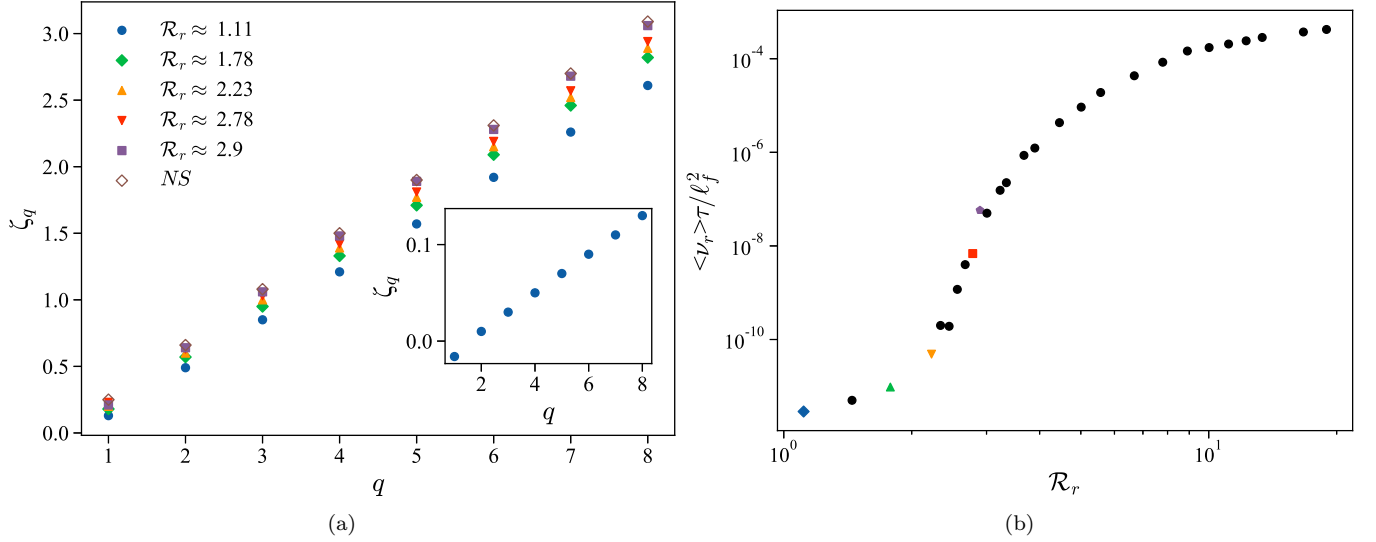 3.0
2.5
2.0
1.5
1.0
0.5
0.0
ζq
ℛr ≈ 1.11
ℛr ≈ 1.78
ℛr ≈ 2.23
ℛr ≈ 2.78
ℛr ≈ 2.9
NS
0.1
0.0
ζq
2 4 6 8
q
1 2 3 4 5 6 7 8
q
(a)
10⁻⁴
10⁻⁶
10⁻⁸
10⁻¹⁰
<νr>τ/ℓf²
10⁰ 10¹
ℛr
(b)